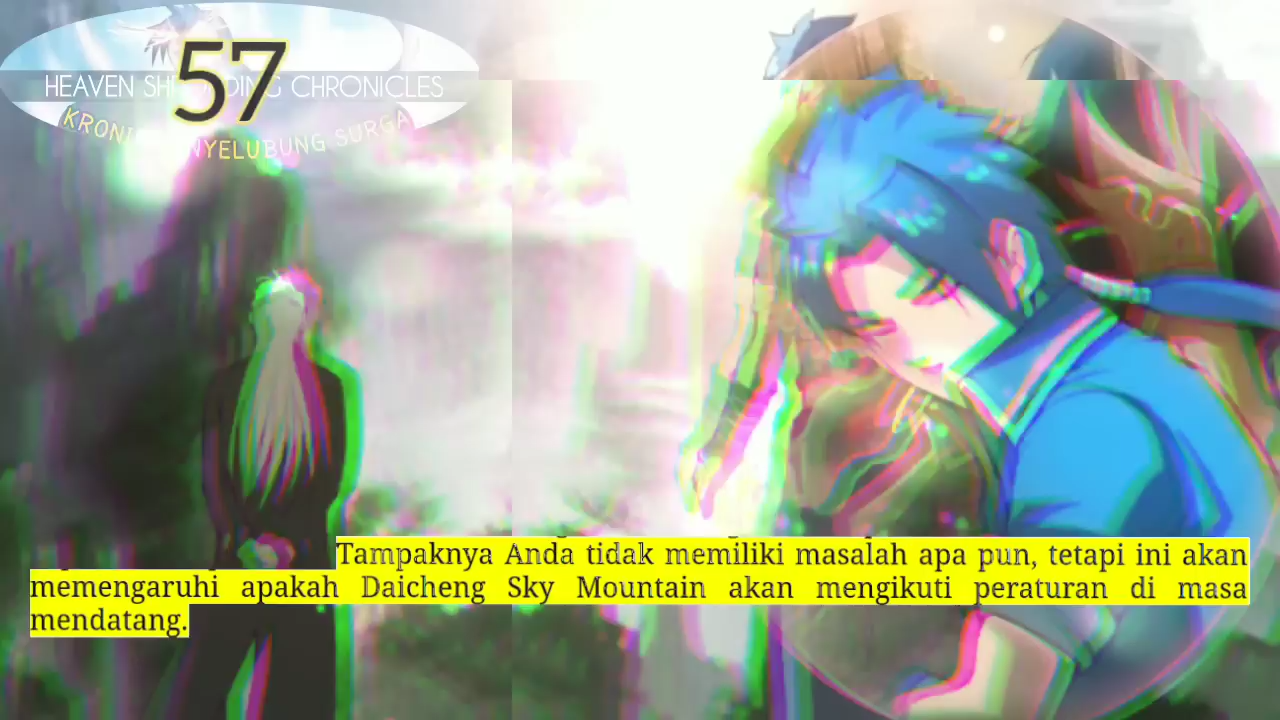 57
HEAVEN SH DING CHRONICLES
KRONI NYELUBUNG SURGA
Tampaknya Anda tidak memiliki masalah apa pun, tetapi ini akan
memengaruhi apakah Daicheng Sky Mountain akan mengikuti peraturan di masa
mendatang.